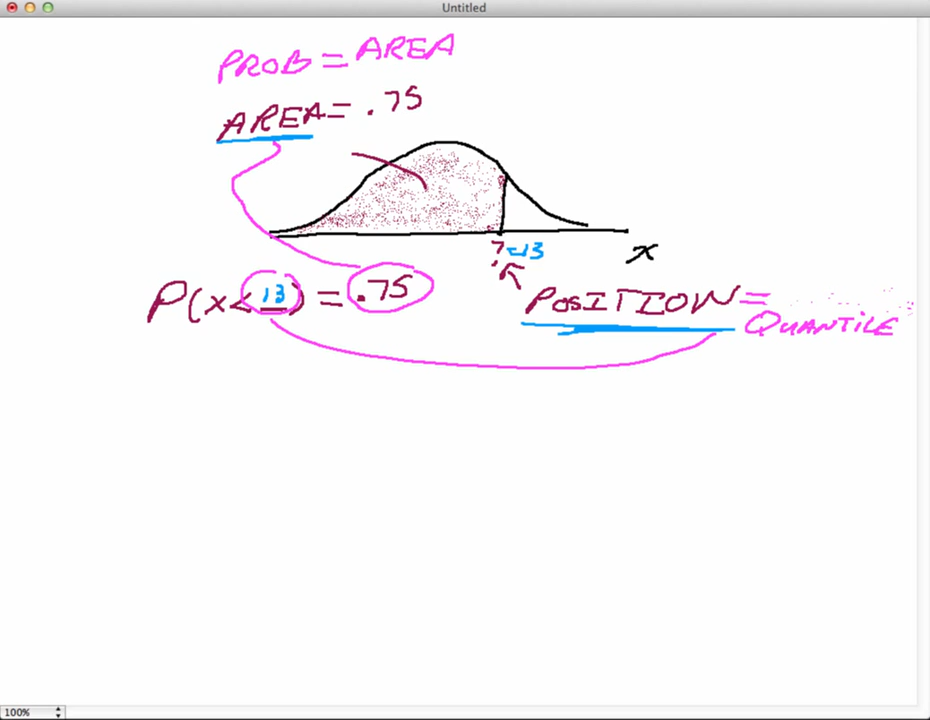 Untitled
PROB = AREA
AREA = .75
? = 13
x
P(x < 13) = .75
POSITION =
QUANTILE
100%